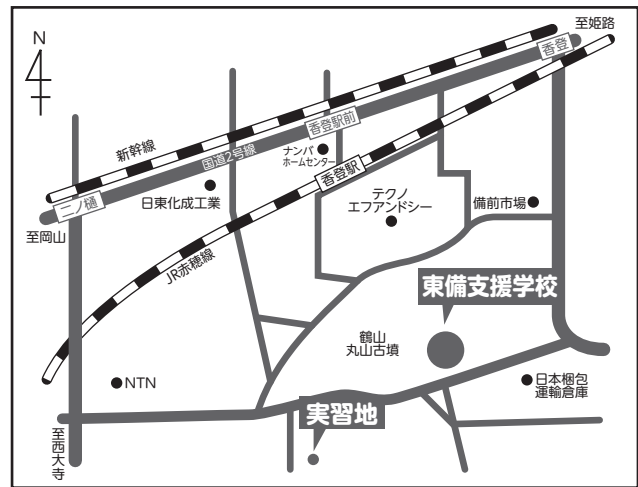 N
至姫路
香登
香登駅前
新幹線
国道2号線
ナンバ
ホームセンター
香登駅
二ノ樋
日東化成工業
テクノ
エフアンドシー
備前市場
至岡山
JR赤穂線
東備支援学校
鶴山
丸山古墳
NTN
日本梱包
運輸倉庫
実習地
至西大寺